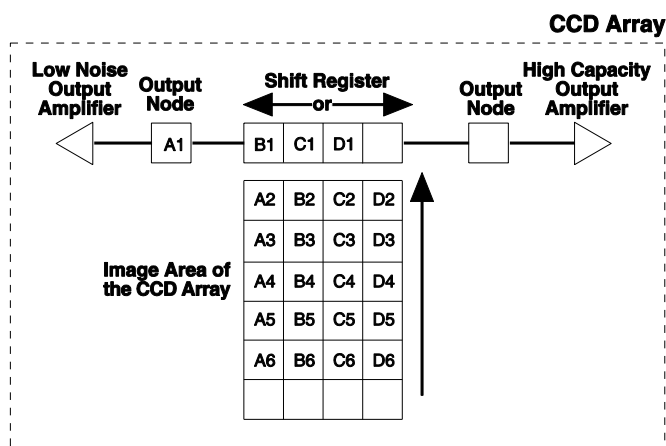 CCD Array
Low Noise
Output
Amplifier
Output
Node
Shift Register
or
Output
Node
High Capacity
Output
Amplifier
A1
B1 C1 D1
A2 B2 C2 D2
A3 B3 C3 D3
Image Area of
the CCD Array
A4 B4 C4 D4
A5 B5 C5 D5
A6 B6 C6 D6